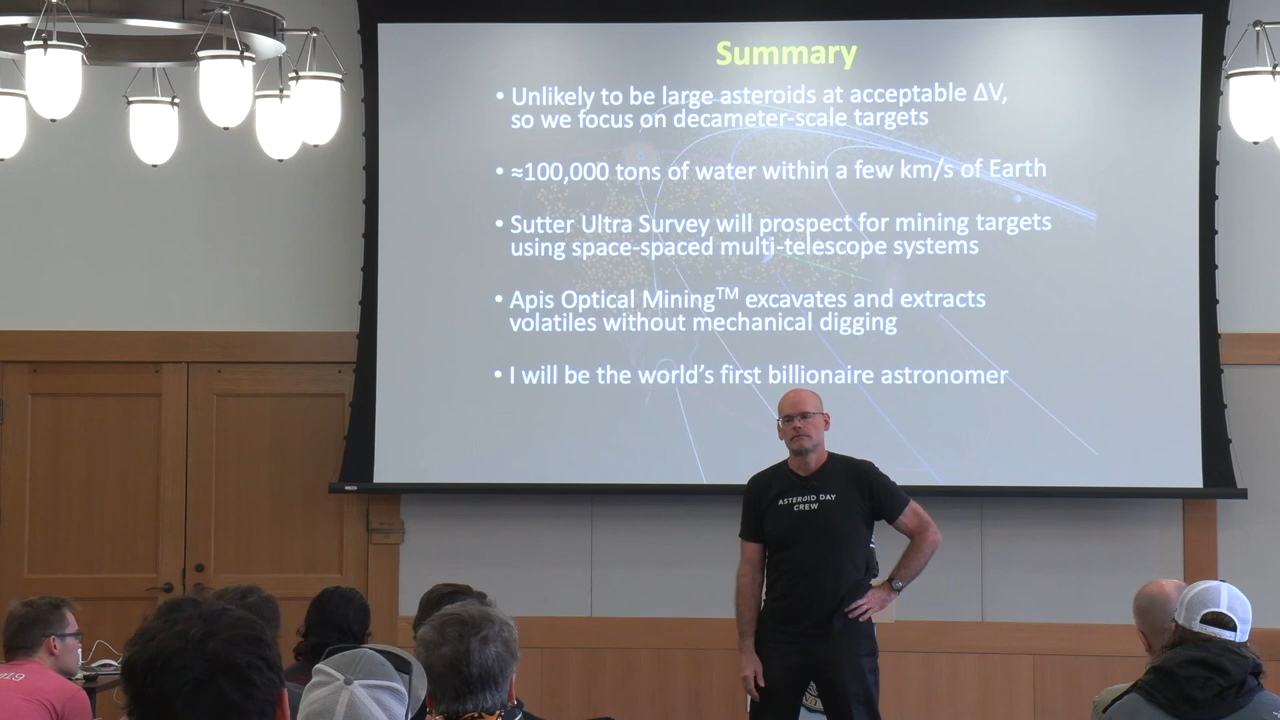 Summary
• Unlikely to be large asteroids at acceptable ΔV,
so we focus on decameter-scale targets
• ≈100,000 tons of water within a few km/s of Earth
• Sutter Ultra Survey will prospect for mining targets
using space-spaced multi-telescope systems
• Apis Optical Mining™ excavates and extracts
volatiles without mechanical digging
• I will be the world's first billionaire astronomer
ASTEROID DAY
CREW